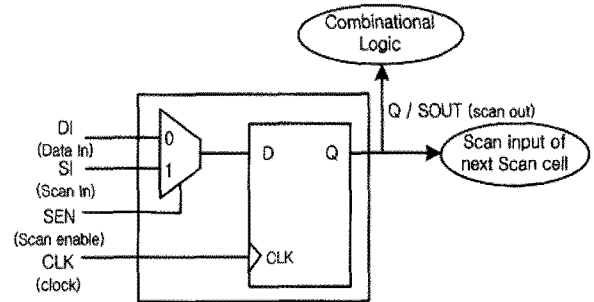 Combinational
Logic
Q / SOUT (scan out)
DI
(Data In)
SI
(Scan In)
SEN
(Scan enable)
CLK
(clock)
0
1
D
Q
CLK
Scan input of
next Scan cell